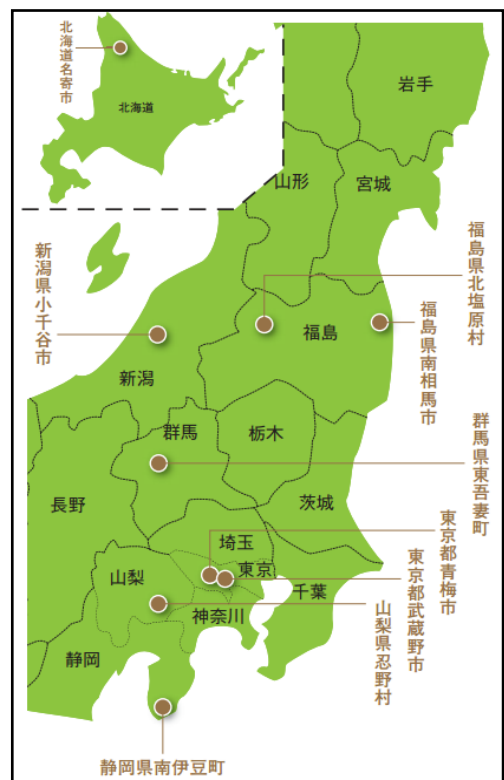 北海道名寄市
北海道
岩手
山形
宮城
新潟県小千谷市
福島県北塩原村
福島県南相馬市
福島
新潟
群馬
栃木
群馬県東吾妻町
長野
茨城
埼玉
東京都青梅市
山梨
東京
千葉
東京都武蔵野市
神奈川
山梨県忍野村
静岡
静岡県南伊豆町